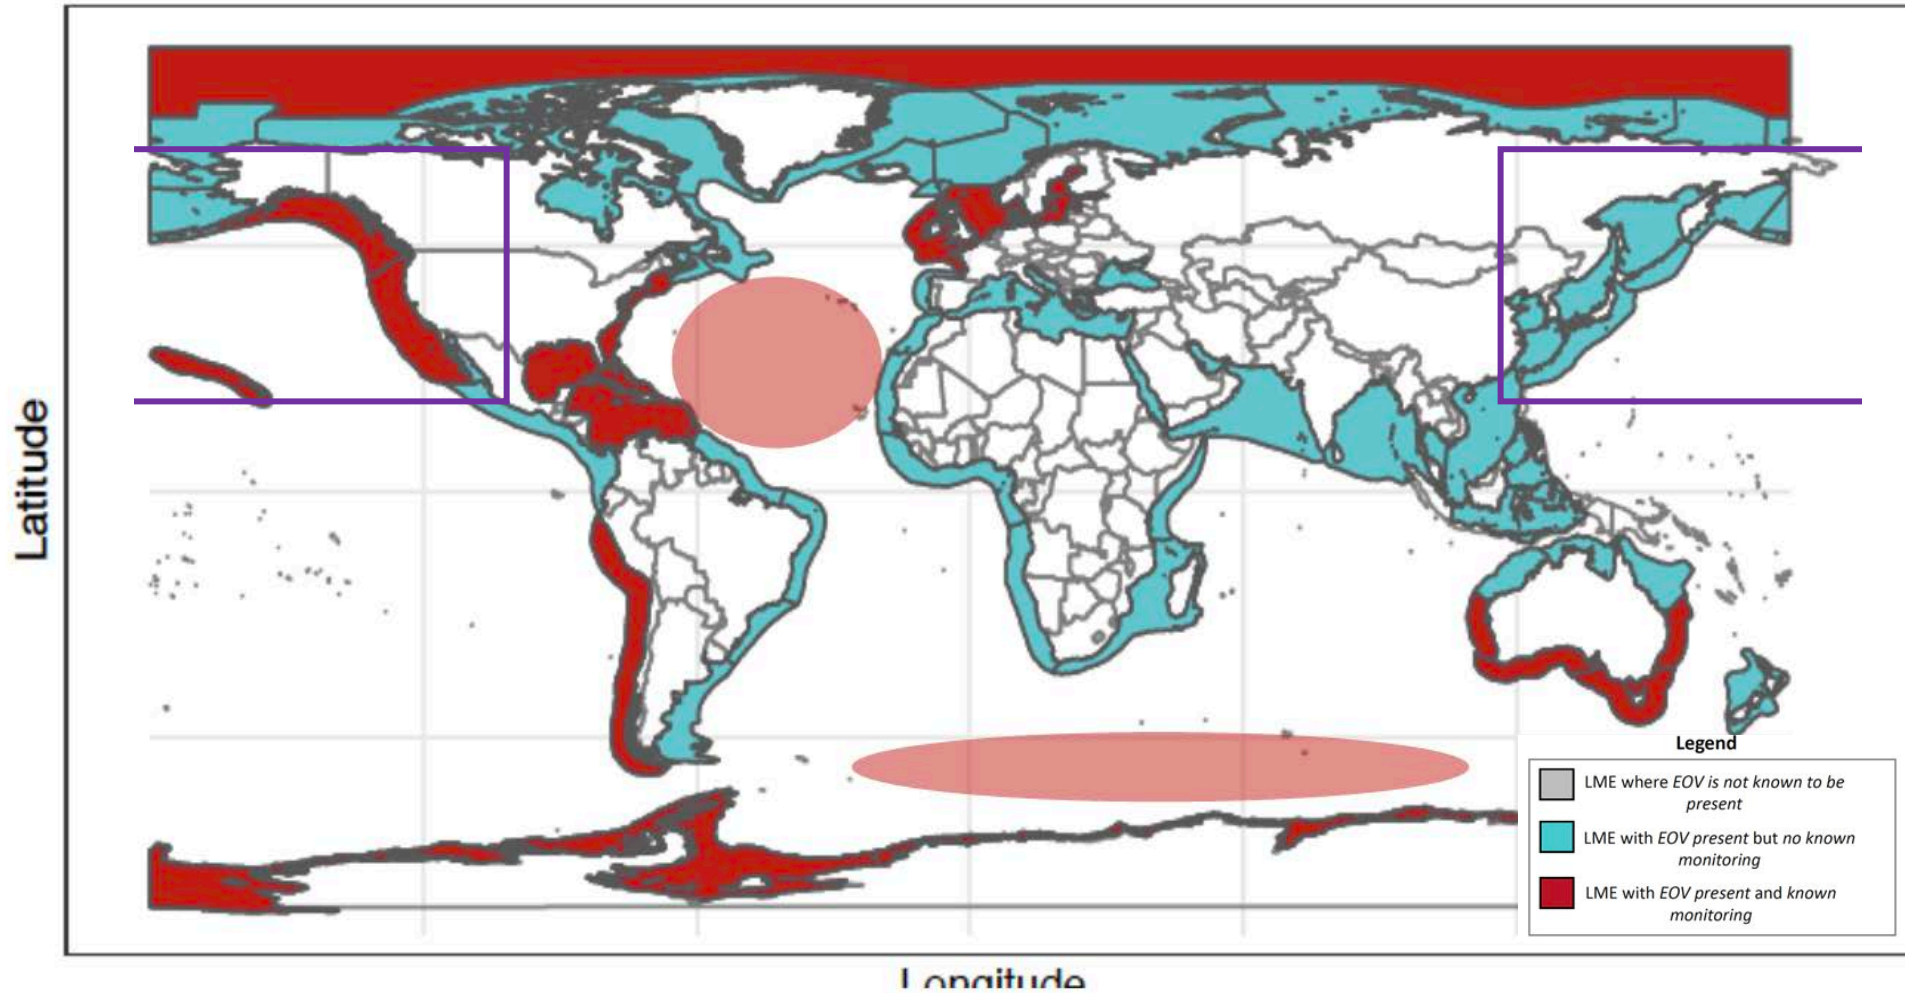 Latitude
Legend
LME where EOV is not known to be
present
LME with EOV present but no known
monitoring
LME with EOV present and known
monitoring
Longitude